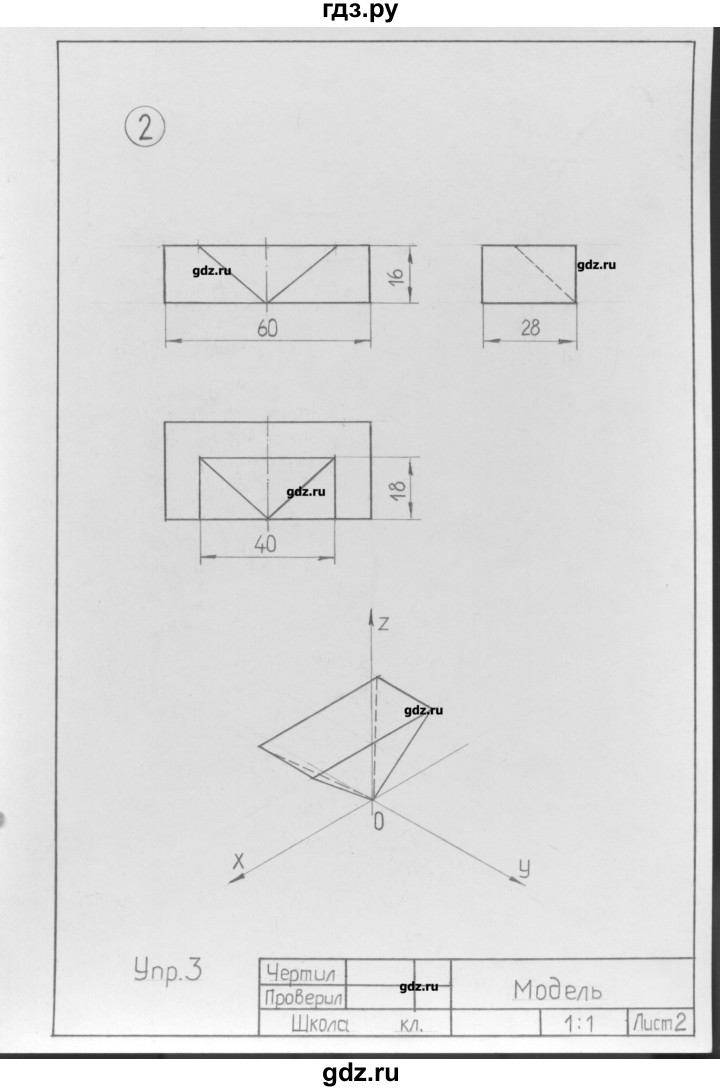 гдз.ру
2
gdz.ru
gdz.ru
16
60
28
gdz.ru
18
40
z
gdz.ru
0
x
y
Упр.3
Чертил
Проверил
gdz.ru
Модель
Школа кл.
1:1
Лист2
gdz.ru